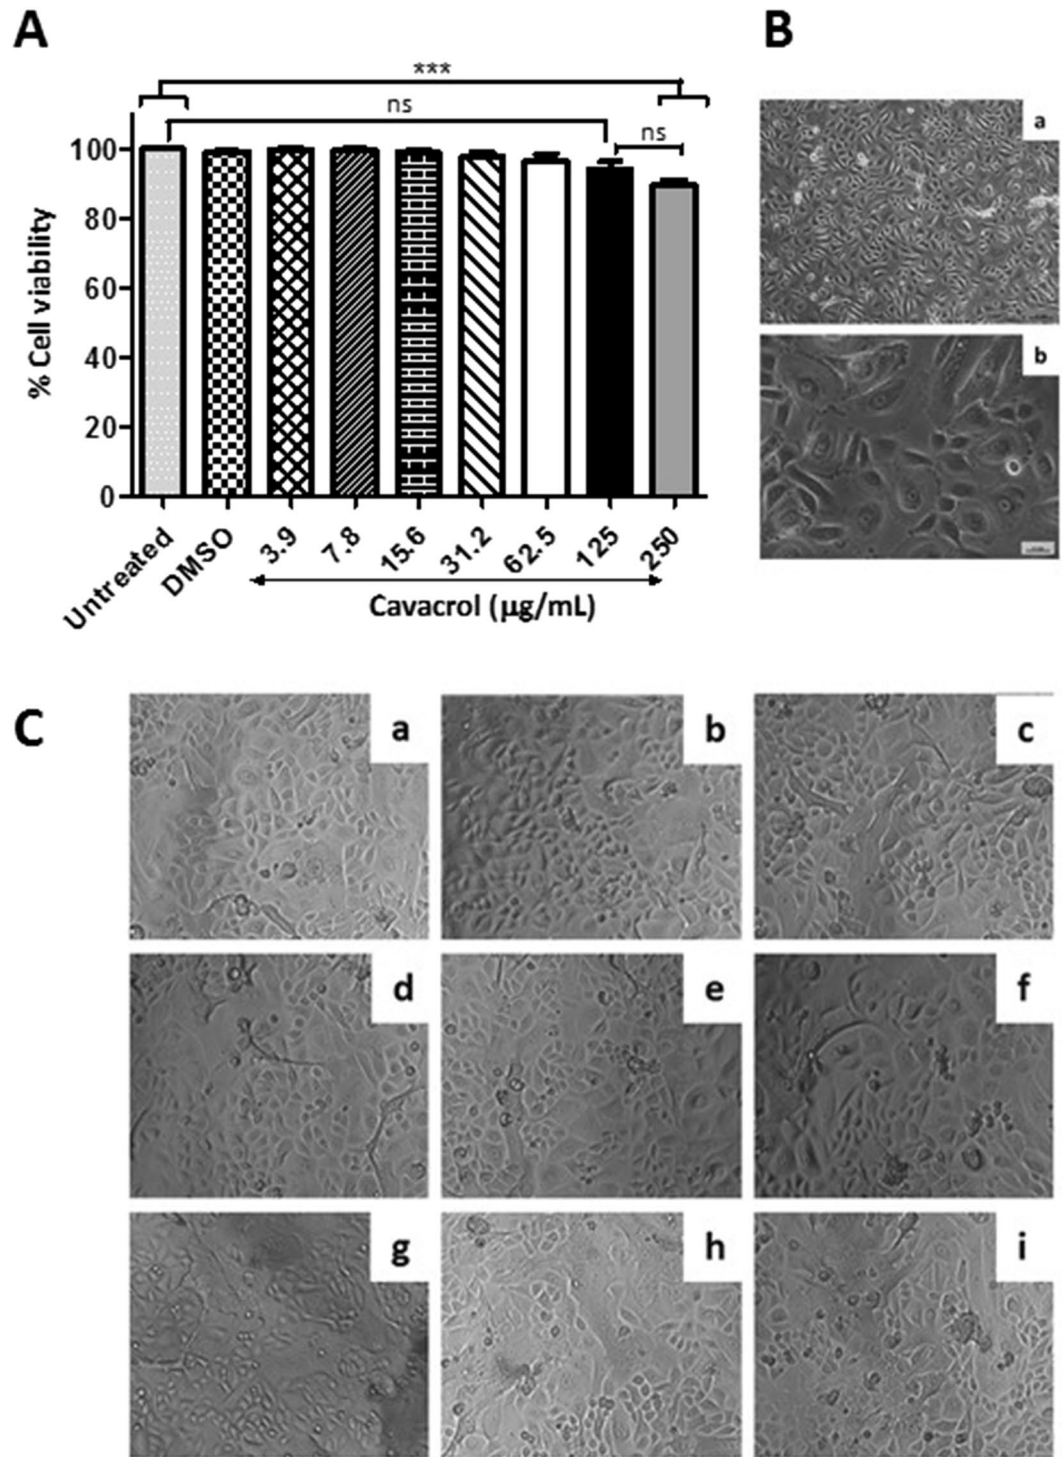 A
B
***
ns
ns
100
80
60
40
20
0
% Cell viability
Untreated
DMSO
3.9
7.8
15.6
31.2
62.5
125
250
Cavacrol (µg/mL)
a
b
C
a
b
c
d
e
f
g
h
i